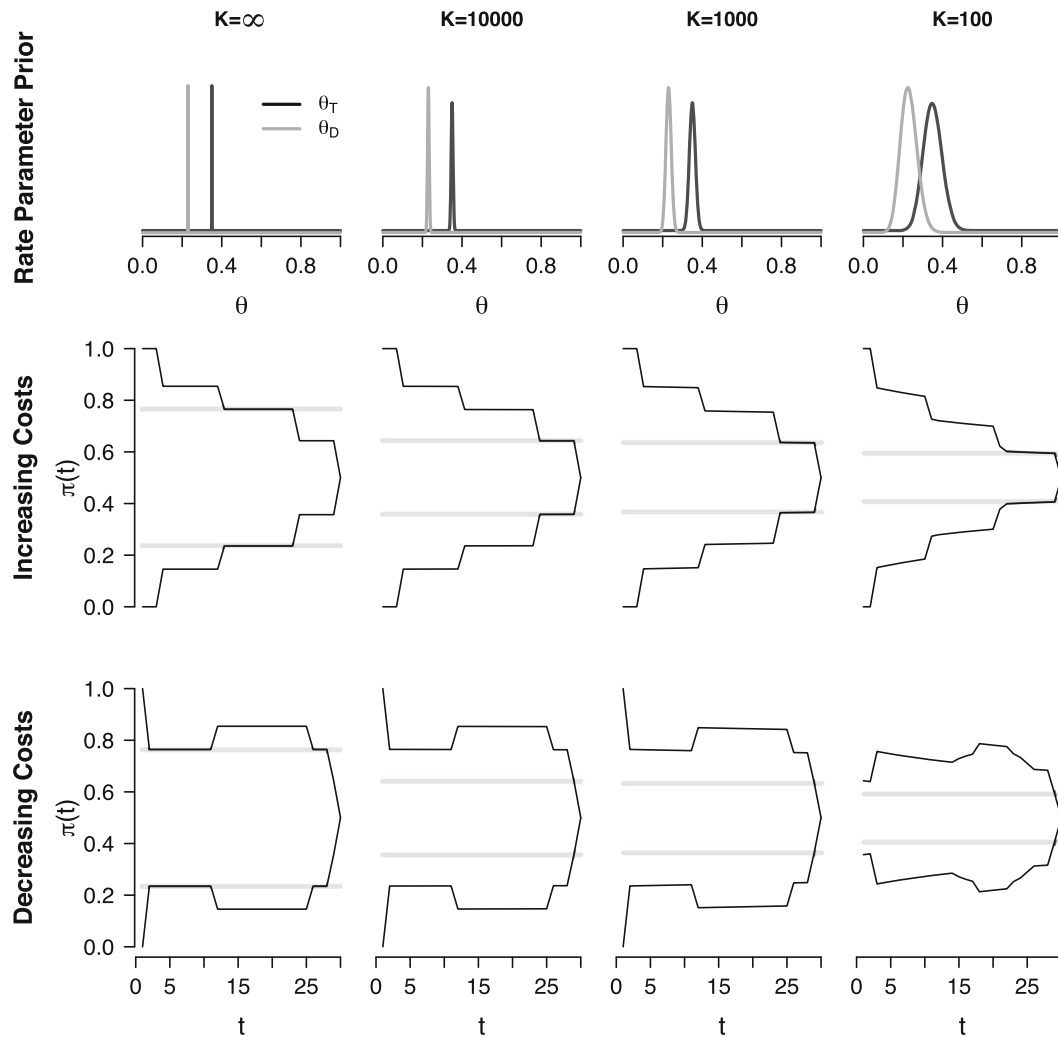 K=∞ K=10000 K=1000 K=100
Rate Parameter Prior
θT
θD
0.0 0.4 0.8 0.0 0.4 0.8 0.0 0.4 0.8 0.0 0.4 0.8
θ θ θ θ
Increasing Costs
π(t)
1.0
0.8
0.6
0.4
0.2
0.0
Decreasing Costs
π(t)
1.0
0.8
0.6
0.4
0.2
0.0
0 5 15 25 0 5 15 25 0 5 15 25 0 5 15 25
t t t t